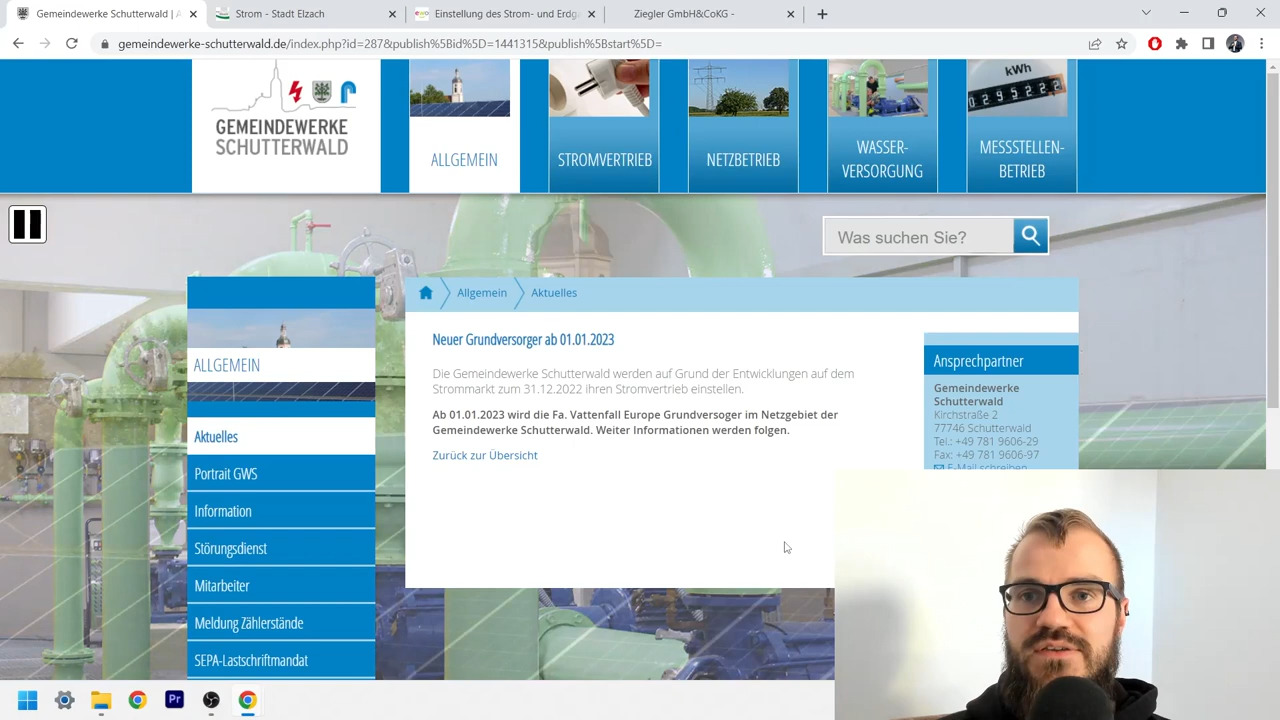 Gemeindewerke Schutterwald | A
Strom - Stadt Elzach
Einstellung des Strom- und Erdga
Ziegler GmbH&CoKG -
gemeindewerke-schutterwald.de/index.php?id=287&publish%5Bid%5D=1441315&publish%5Bstart%5D=
GEMEINDEWERKE
SCHUTTERWALD
ALLGEMEIN
STROMVERTRIEB
NETZBETRIEB
WASSER-
VERSORGUNG
kWh
0295222
MESSSTELLEN-
BETRIEB
Was suchen Sie?
Allgemein
Aktuelles
ALLGEMEIN
Aktuelles
Portrait GWS
Information
Störungsdienst
Mitarbeiter
Meldung Zählerstände
SEPA-Lastschriftmandat
Neuer Grundversorger ab 01.01.2023
Die Gemeindewerke Schutterwald werden auf Grund der Entwicklungen auf dem
Strommarkt zum 31.12.2022 ihren Stromvertrieb einstellen.
Ab 01.01.2023 wird die Fa. Vattenfall Europe Grundversoger im Netzgebiet der
Gemeindewerke Schutterwald. Weiter Informationen werden folgen.
Zurück zur Übersicht
Ansprechpartner
Gemeindewerke
Schutterwald
Kirchstraße 2
77746 Schutterwald
Tel.: +49 781 9606-29
Fax: +49 781 9606-97
E-Mail schreiben
Pr